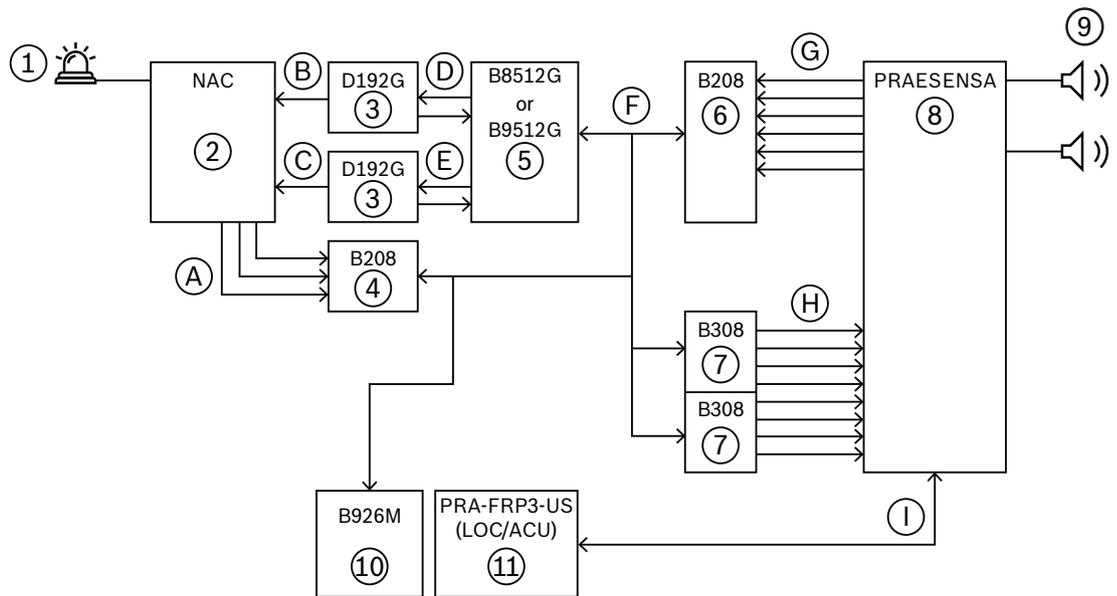 1
NAC
2
B
D192G
3
D
B8512G
or
B9512G
5
C
D192G
3
E
A
B208
4
F
B208
6
G
PRAESENSA
8
9
H
B308
7
B308
7
B926M
10
PRA-FRP3-US
(LOC/ACU)
11
I